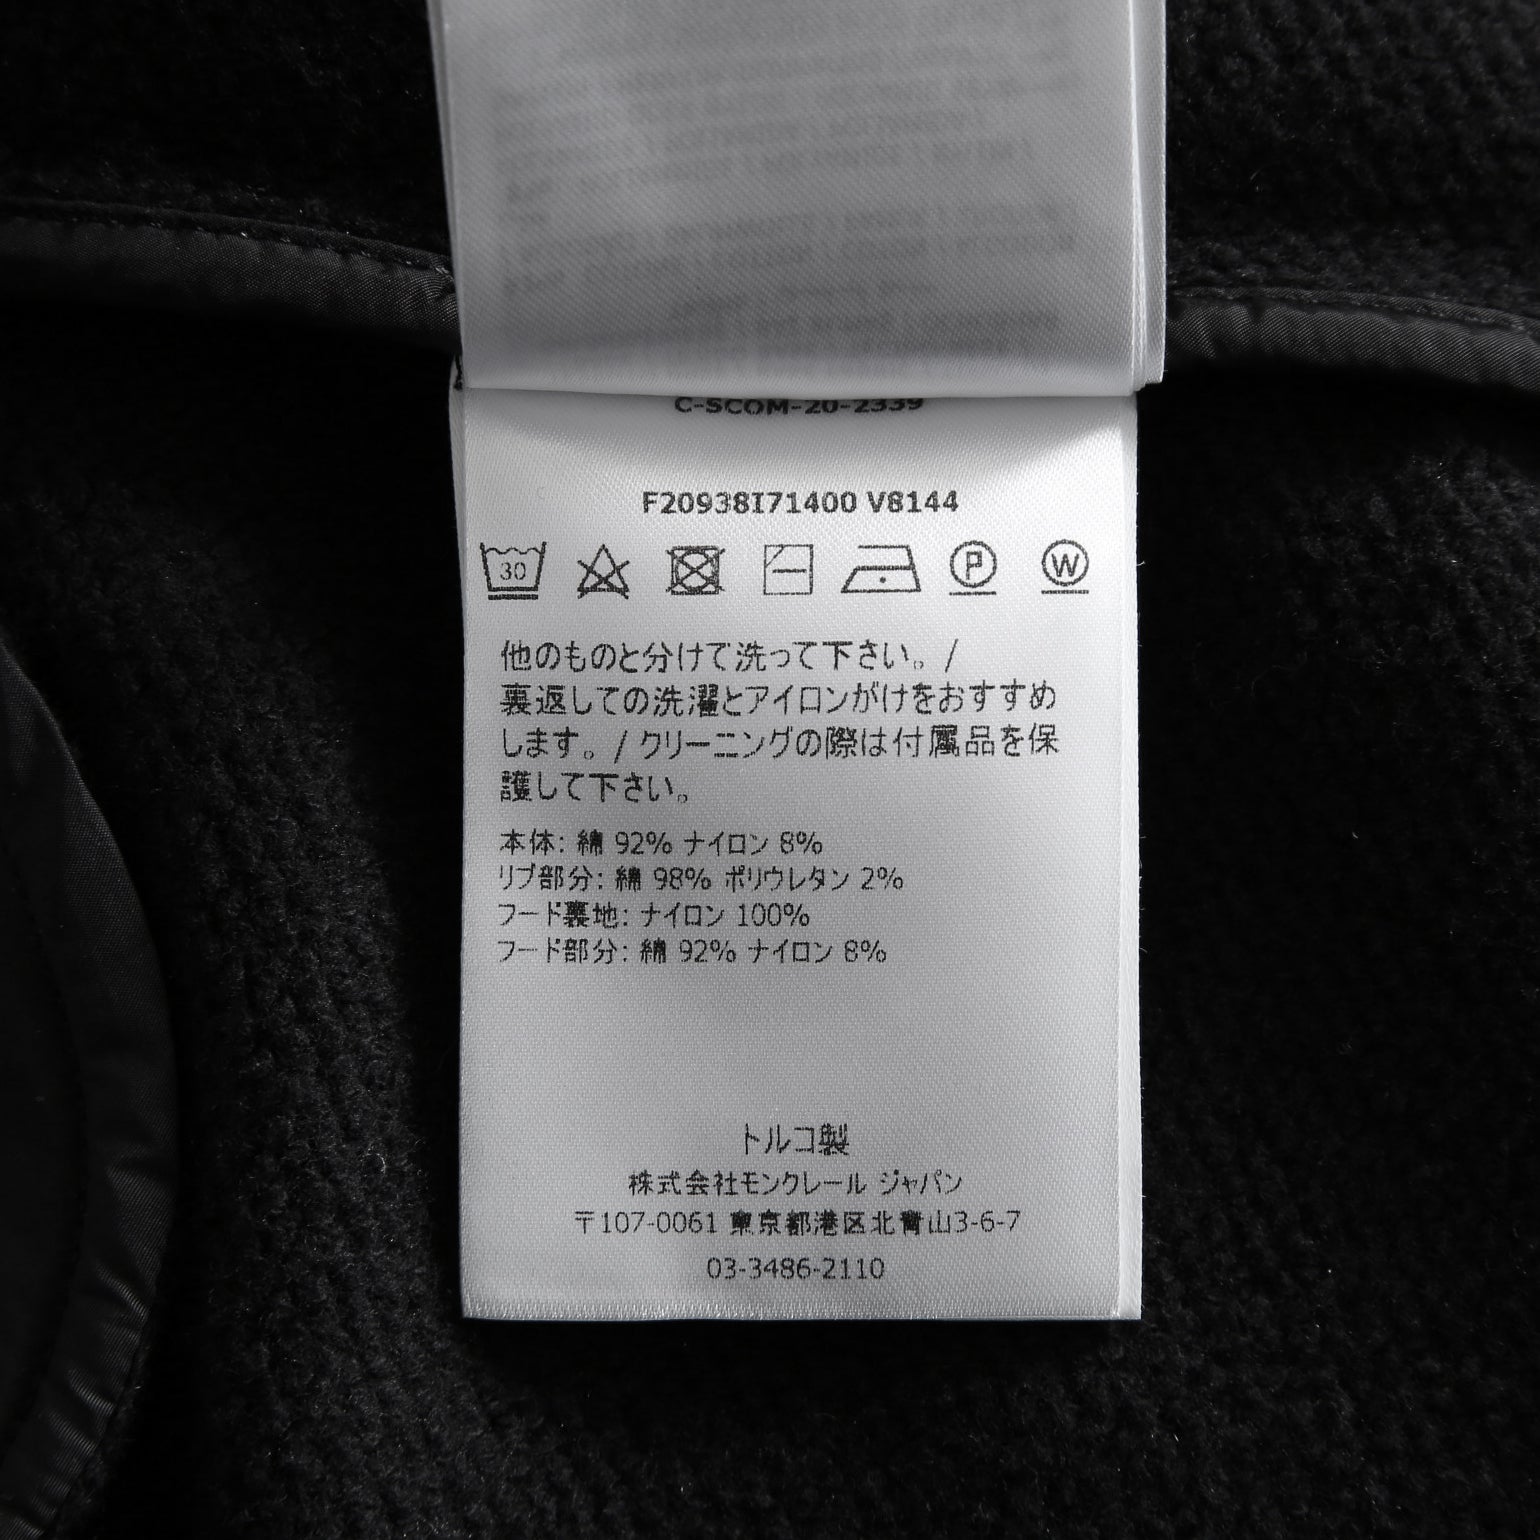 C-SCOM-20-2339
F20938I71400 V8144
30
P
W
他のものと分けて洗って下さい。/
裏返しての洗濯とアイロンがけをおすすめ
します。/ クリーニングの際は付属品を保
護して下さい。
本体: 綿 92% ナイロン 8%
リブ部分: 綿 98% ポリウレタン 2%
フード裏地: ナイロン 100%
フード部分: 綿 92% ナイロン 8%
トルコ製
株式会社モンクレール ジャパン
〒107-0061 東京都港区北青山3-6-7
03-3486-2110